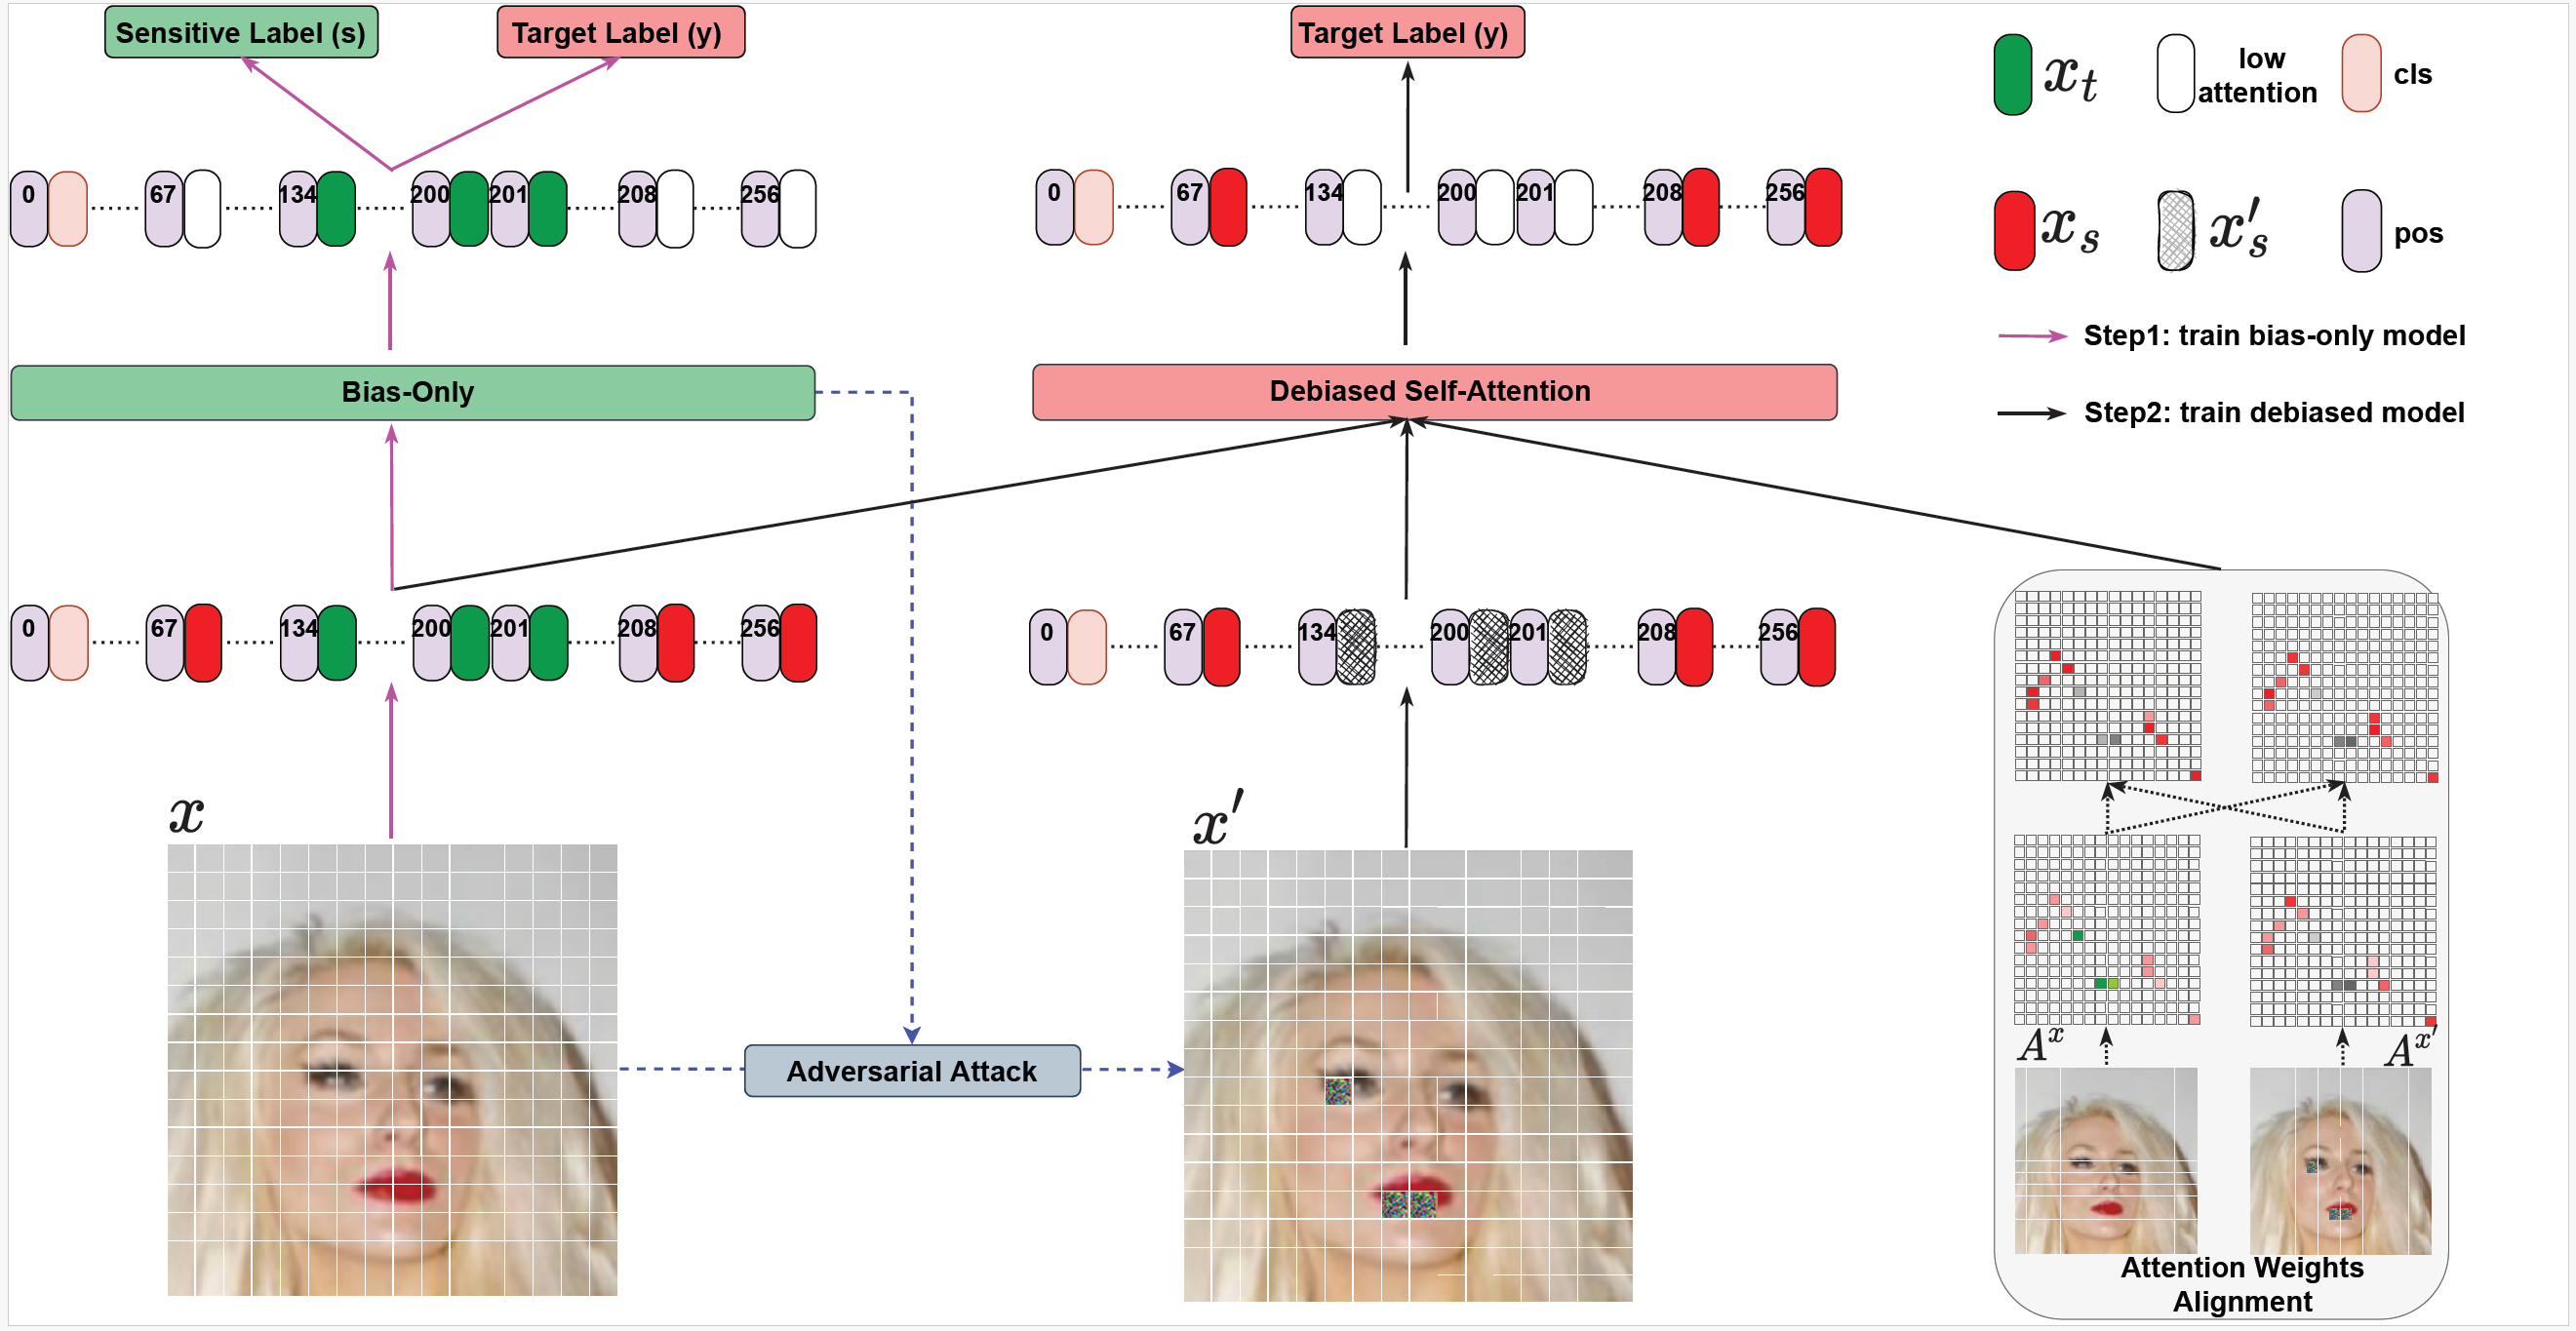 Sensitive Label (s)
Target Label (y)
Target Label (y)
x_t
low
attention
cls
0 67 134 200 201 208 256
0 67 134 200 201 208 256
x_s
x'_s
pos
Step1: train bias-only model
Bias-Only
Debiased Self-Attention
Step2: train debiased model
0 67 134 200 201 208 256
0 67 134 200 201 208 256
x
x'
A^x
A^{x'}
Adversarial Attack
Attention Weights
Alignment